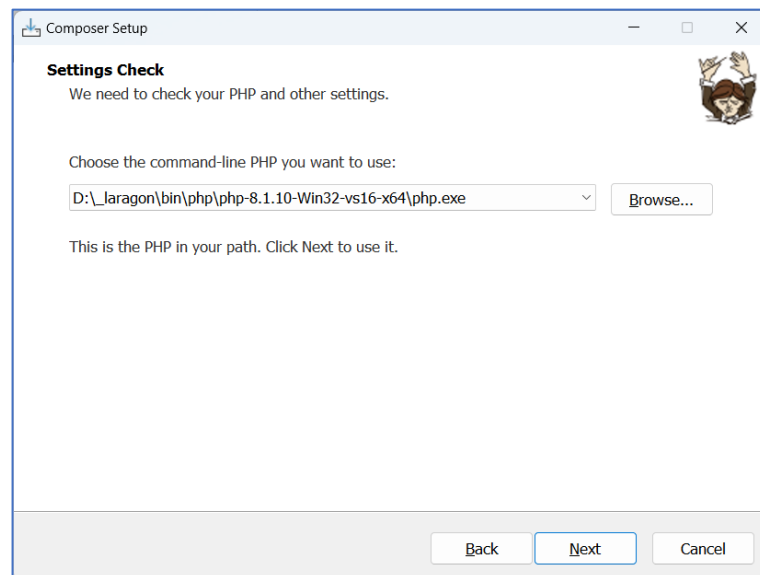 Composer Setup
Settings Check
We need to check your PHP and other settings.
Choose the command-line PHP you want to use:
D:\_laragon\bin\php\php-8.1.10-Win32-vs16-x64\php.exe
Browse...
This is the PHP in your path. Click Next to use it.
Back Next Cancel